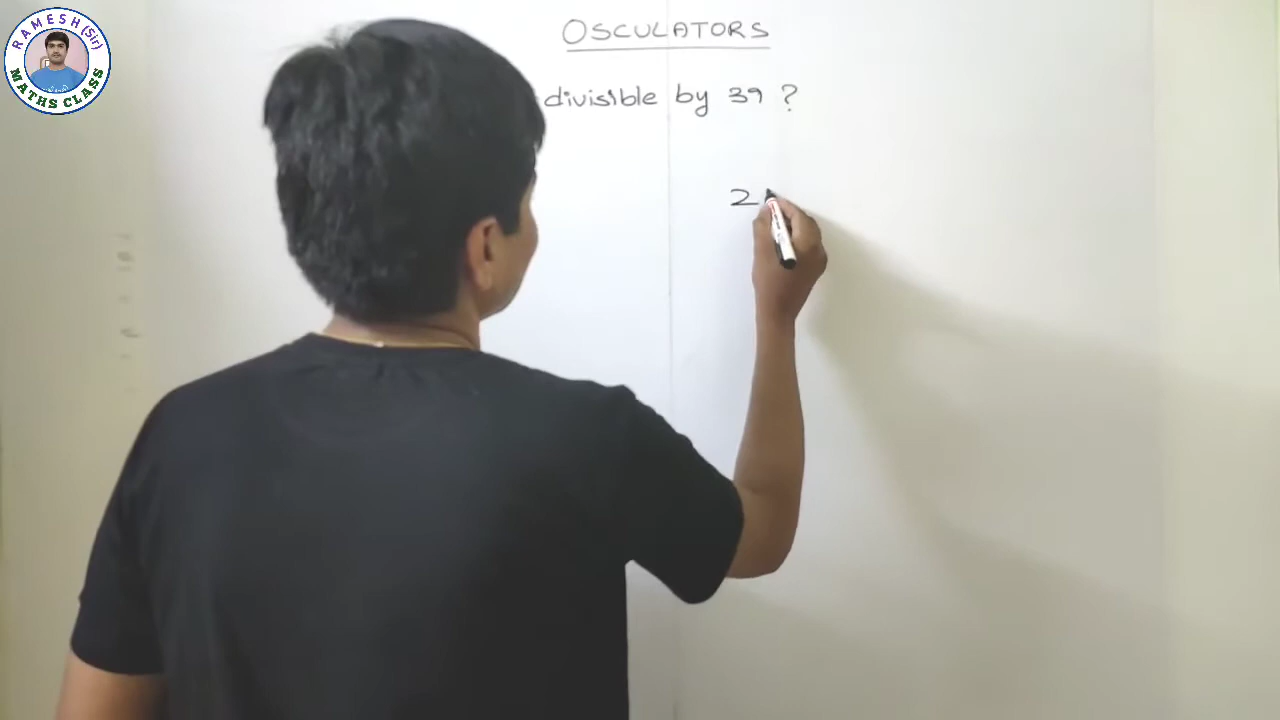 RAMESH (Sir)
MATHS CLASS
OSCULATORS
divisible by 39 ?
2